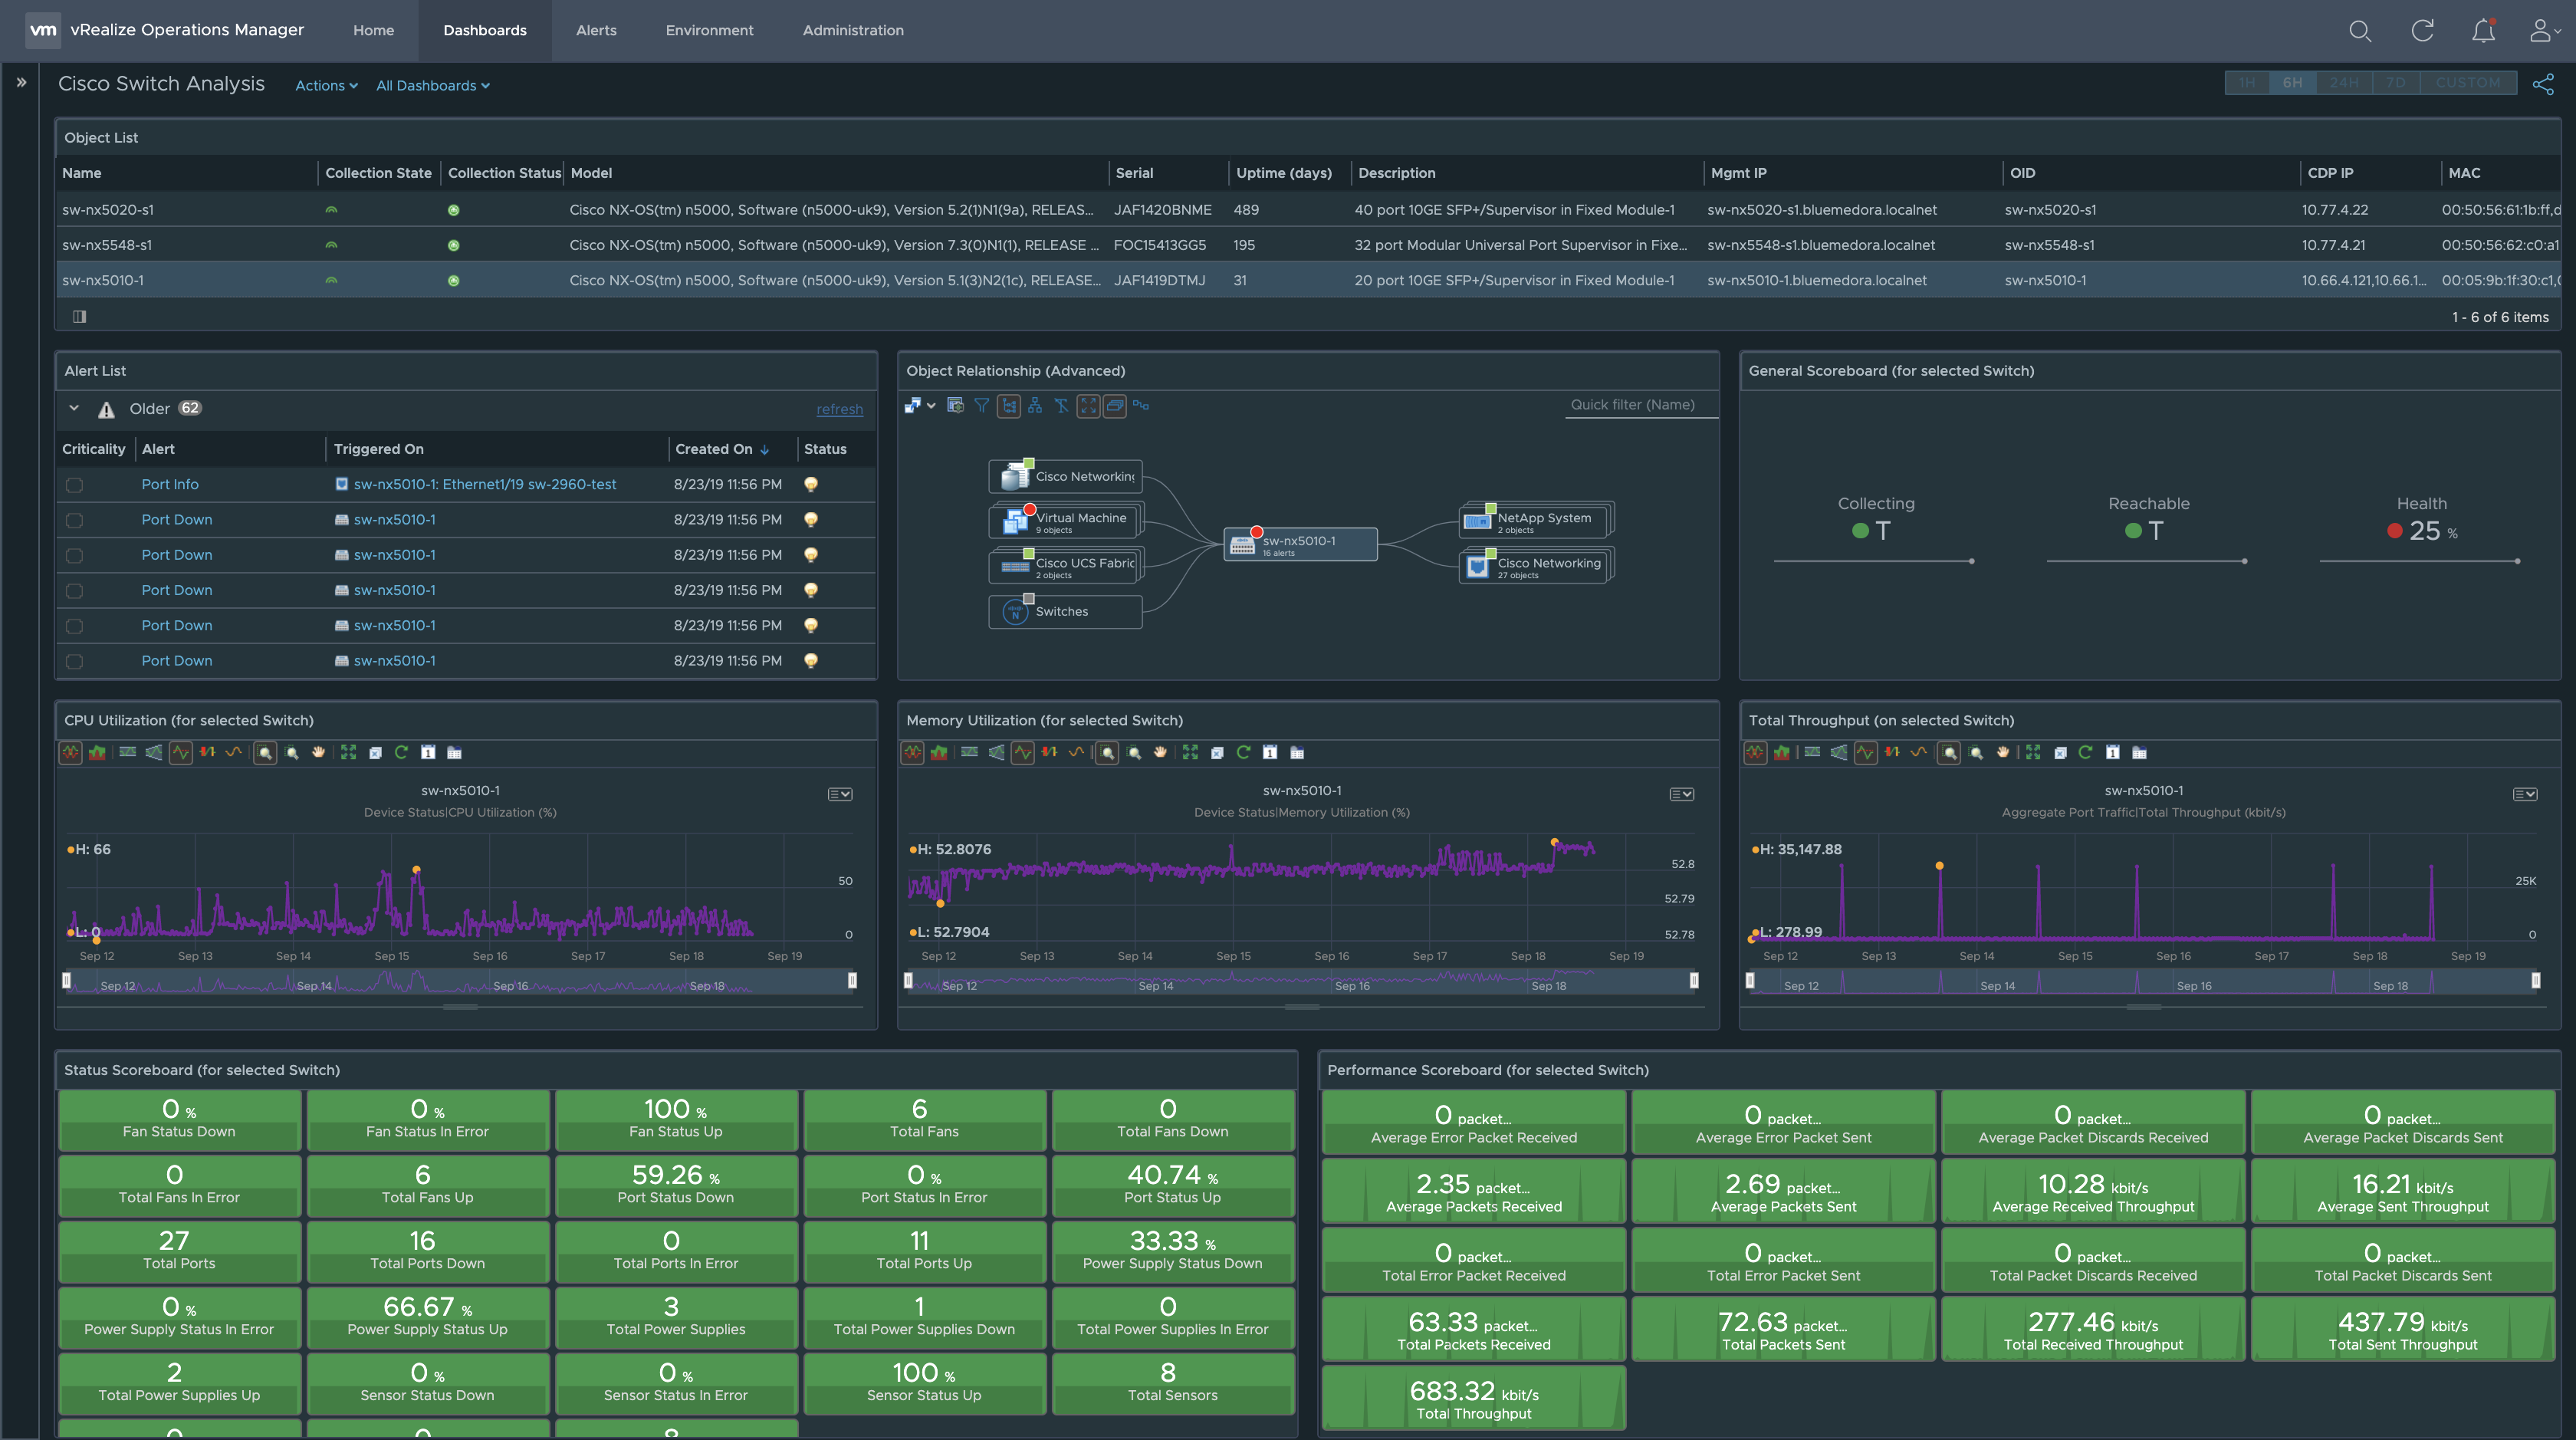 vm vRealize Operations Manager Home Dashboards Alerts Environment Administration
Cisco Switch Analysis Actions All Dashboards 1H 6H 24H 7D CUSTOM
Object List
Name Collection State Collection Status Model Serial Uptime (days) Description Mgmt IP OID CDP IP MAC
sw-nx5020-s1 Cisco NX-OS(tm) n5000, Software (n5000-uk9), Version 5.2(1)N1(9a), RELEAS... JAF1420BNME 489 40 port 10GE SFP+/Supervisor in Fixed Module-1 sw-nx5020-s1.bluemedora.localnet sw-nx5020-s1 10.77.4.22 00:50:56:61:1b:ff,d
sw-nx5548-s1 Cisco NX-OS(tm) n5000, Software (n5000-uk9), Version 7.3(0)N1(1), RELEASE ... FOC15413GG5 195 32 port Modular Universal Port Supervisor in Fixe... sw-nx5548-s1.bluemedora.localnet sw-nx5548-s1 10.77.4.21 00:50:56:62:c0:a1
sw-nx5010-1 Cisco NX-OS(tm) n5000, Software (n5000-uk9), Version 5.1(3)N2(1c), RELEASE... JAF1419DTMJ 31 20 port 10GE SFP+/Supervisor in Fixed Module-1 sw-nx5010-1.bluemedora.localnet sw-nx5010-1 10.66.4.121,10.66.1... 00:05:9b:1f:30:c1,
1 - 6 of 6 items
Alert List
Older 62 refresh
Criticality Alert Triggered On Created On Status
Port Info sw-nx5010-1: Ethernet1/19 sw-2960-test 8/23/19 11:56 PM
Port Down sw-nx5010-1 8/23/19 11:56 PM
Port Down sw-nx5010-1 8/23/19 11:56 PM
Port Down sw-nx5010-1 8/23/19 11:56 PM
Port Down sw-nx5010-1 8/23/19 11:56 PM
Port Down sw-nx5010-1 8/23/19 11:56 PM
Object Relationship (Advanced)
Quick filter (Name)
Cisco Networking
Virtual Machine
9 objects
Cisco UCS Fabric
2 objects
N Switches
sw-nx5010-1
16 alerts
NetApp System
2 objects
Cisco Networking
27 objects
General Scoreboard (for selected Switch)
Collecting Reachable Health
T T 25 %
CPU Utilization (for selected Switch)
sw-nx5010-1
Device Status|CPU Utilization (%)
H: 66
50
L: 0
0
Sep 12 Sep 13 Sep 14 Sep 15 Sep 16 Sep 17 Sep 18 Sep 19
Sep 12 Sep 14 Sep 16 Sep 18
Memory Utilization (for selected Switch)
sw-nx5010-1
Device Status|Memory Utilization (%)
H: 52.8076
52.8
52.79
L: 52.7904
52.78
Sep 12 Sep 13 Sep 14 Sep 15 Sep 16 Sep 17 Sep 18 Sep 19
Sep 12 Sep 14 Sep 16 Sep 18
Total Throughput (on selected Switch)
sw-nx5010-1
Aggregate Port Traffic|Total Throughput (kbit/s)
H: 35,147.88
25K
L: 278.99
0
Sep 12 Sep 13 Sep 14 Sep 15 Sep 16 Sep 17 Sep 18 Sep 19
Sep 12 Sep 14 Sep 16 Sep 18
Status Scoreboard (for selected Switch)
0 % 0 % 100 % 6 0
Fan Status Down Fan Status In Error Fan Status Up Total Fans Total Fans Down
0 6 59.26 % 0 % 40.74 %
Total Fans In Error Total Fans Up Port Status Down Port Status In Error Port Status Up
27 16 0 11 33.33 %
Total Ports Total Ports Down Total Ports In Error Total Ports Up Power Supply Status Down
0 % 66.67 % 3 1 0
Power Supply Status In Error Power Supply Status Up Total Power Supplies Total Power Supplies Down Total Power Supplies In Error
2 0 % 0 % 100 % 8
Total Power Supplies Up Sensor Status Down Sensor Status In Error Sensor Status Up Total Sensors
Performance Scoreboard (for selected Switch)
0 packet... 0 packet... 0 packet... 0 packet...
Average Error Packet Received Average Error Packet Sent Average Packet Discards Received Average Packet Discards Sent
2.35 packet... 2.69 packet... 10.28 kbit/s 16.21 kbit/s
Average Packets Received Average Packets Sent Average Received Throughput Average Sent Throughput
0 packet... 0 packet... 0 packet... 0 packet...
Total Error Packet Received Total Error Packet Sent Total Packet Discards Received Total Packet Discards Sent
63.33 packet... 72.63 packet... 277.46 kbit/s 437.79 kbit/s
Total Packets Received Total Packets Sent Total Received Throughput Total Sent Throughput
683.32 kbit/s
Total Throughput